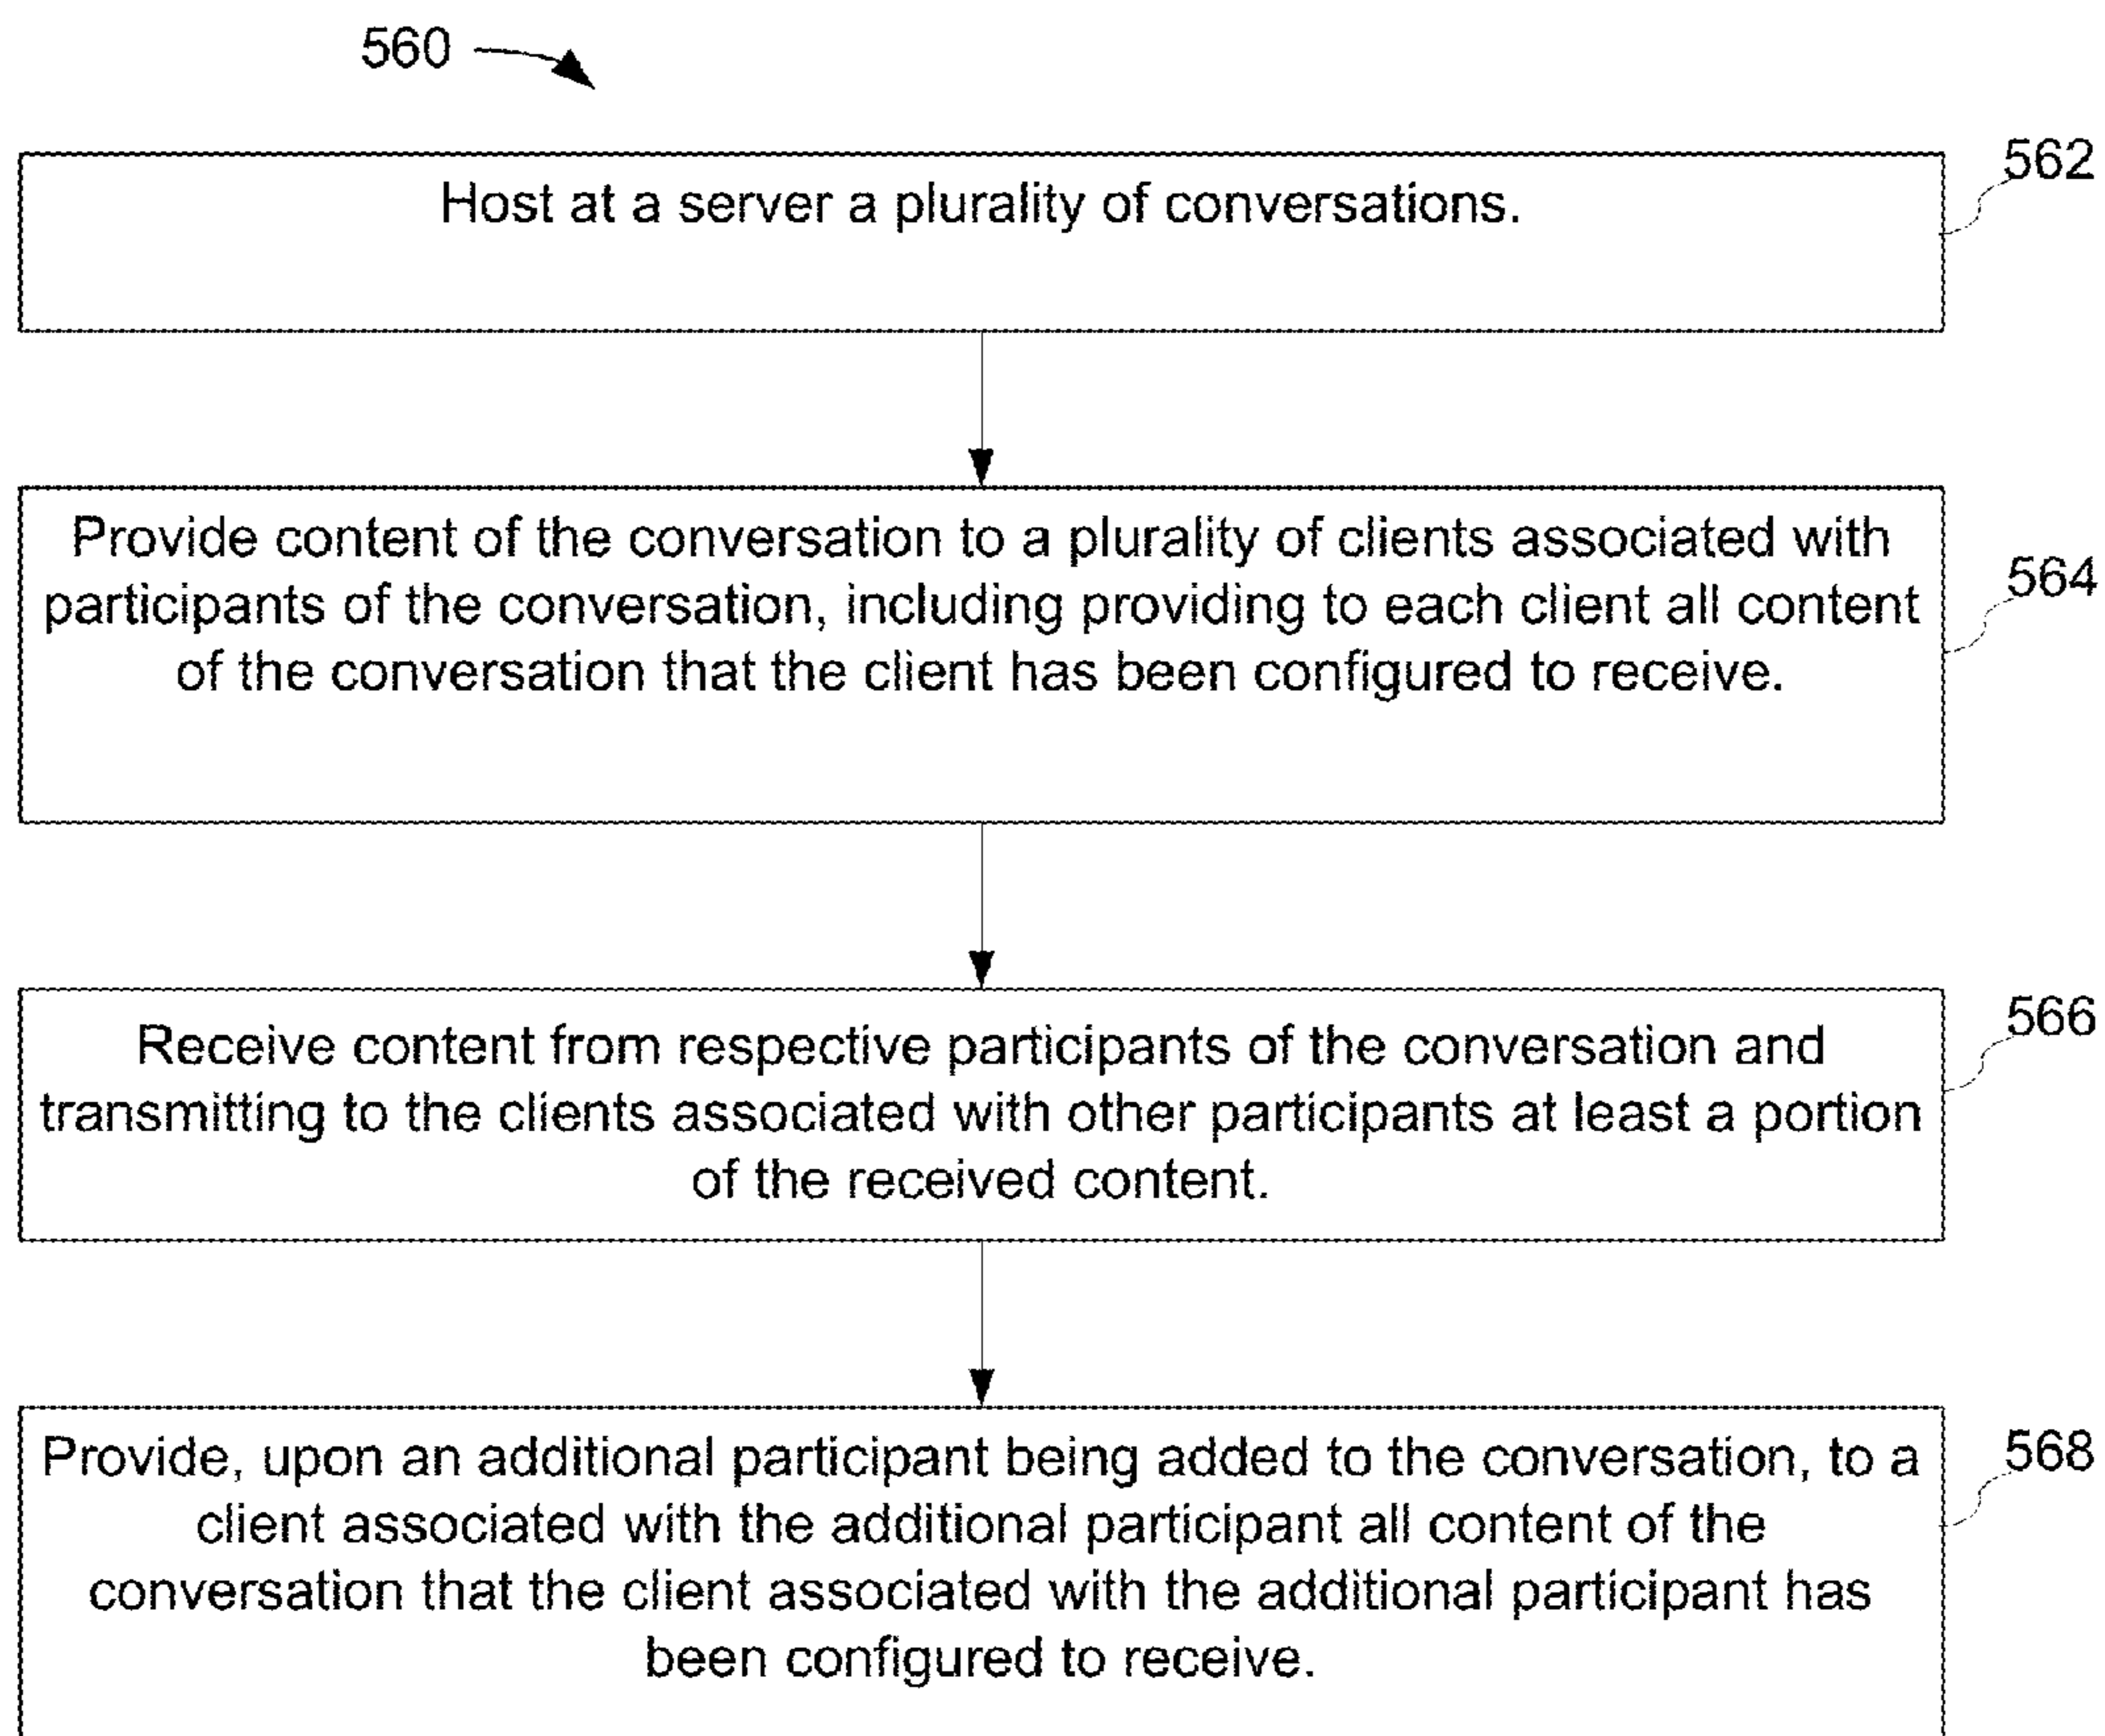 560
Host at a server a plurality of conversations.
562
Provide content of the conversation to a plurality of clients associated with
participants of the conversation, including providing to each client all content
of the conversation that the client has been configured to receive.
564
Receive content from respective participants of the conversation and
transmitting to the clients associated with other participants at least a portion
of the received content.
566
Provide, upon an additional participant being added to the conversation, to a
client associated with the additional participant all content of the
conversation that the client associated with the additional participant has
been configured to receive.
568